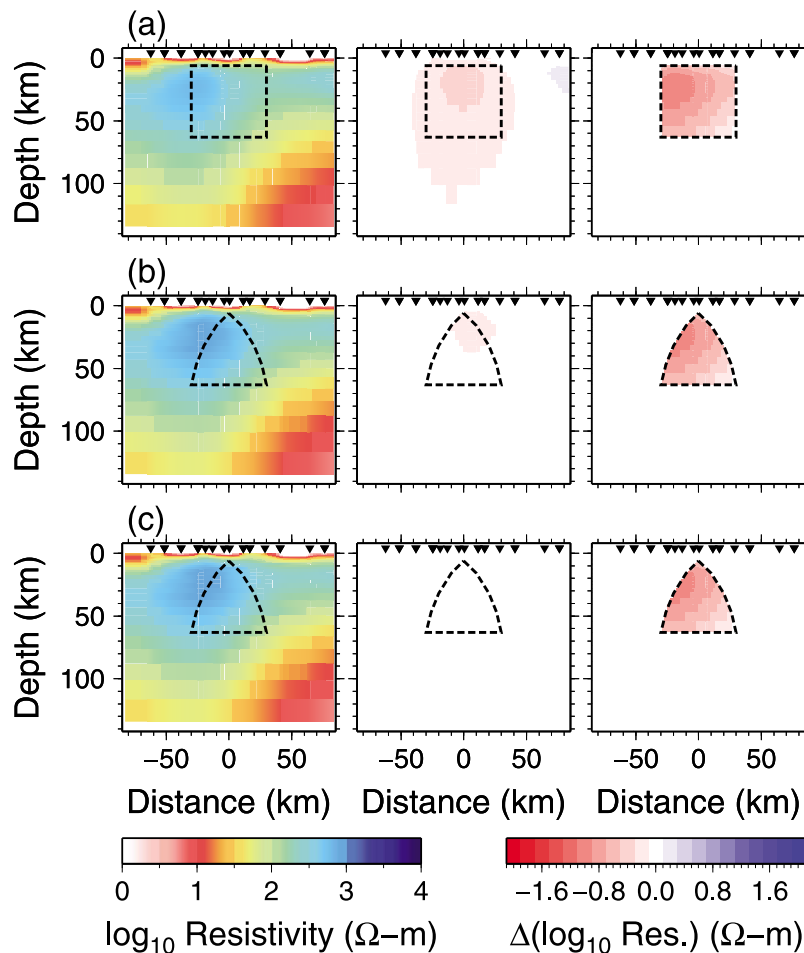 (a)
0
50
100
Depth (km)
(b)
0
50
100
Depth (km)
(c)
0
50
100
Depth (km)
−50 0 50 −50 0 50 −50 0 50
Distance (km) Distance (km) Distance (km)
0 1 2 3 4 −1.6 −0.8 0.0 0.8 1.6
log10 Resistivity (Ω−m) Δ(log10 Res.) (Ω−m)